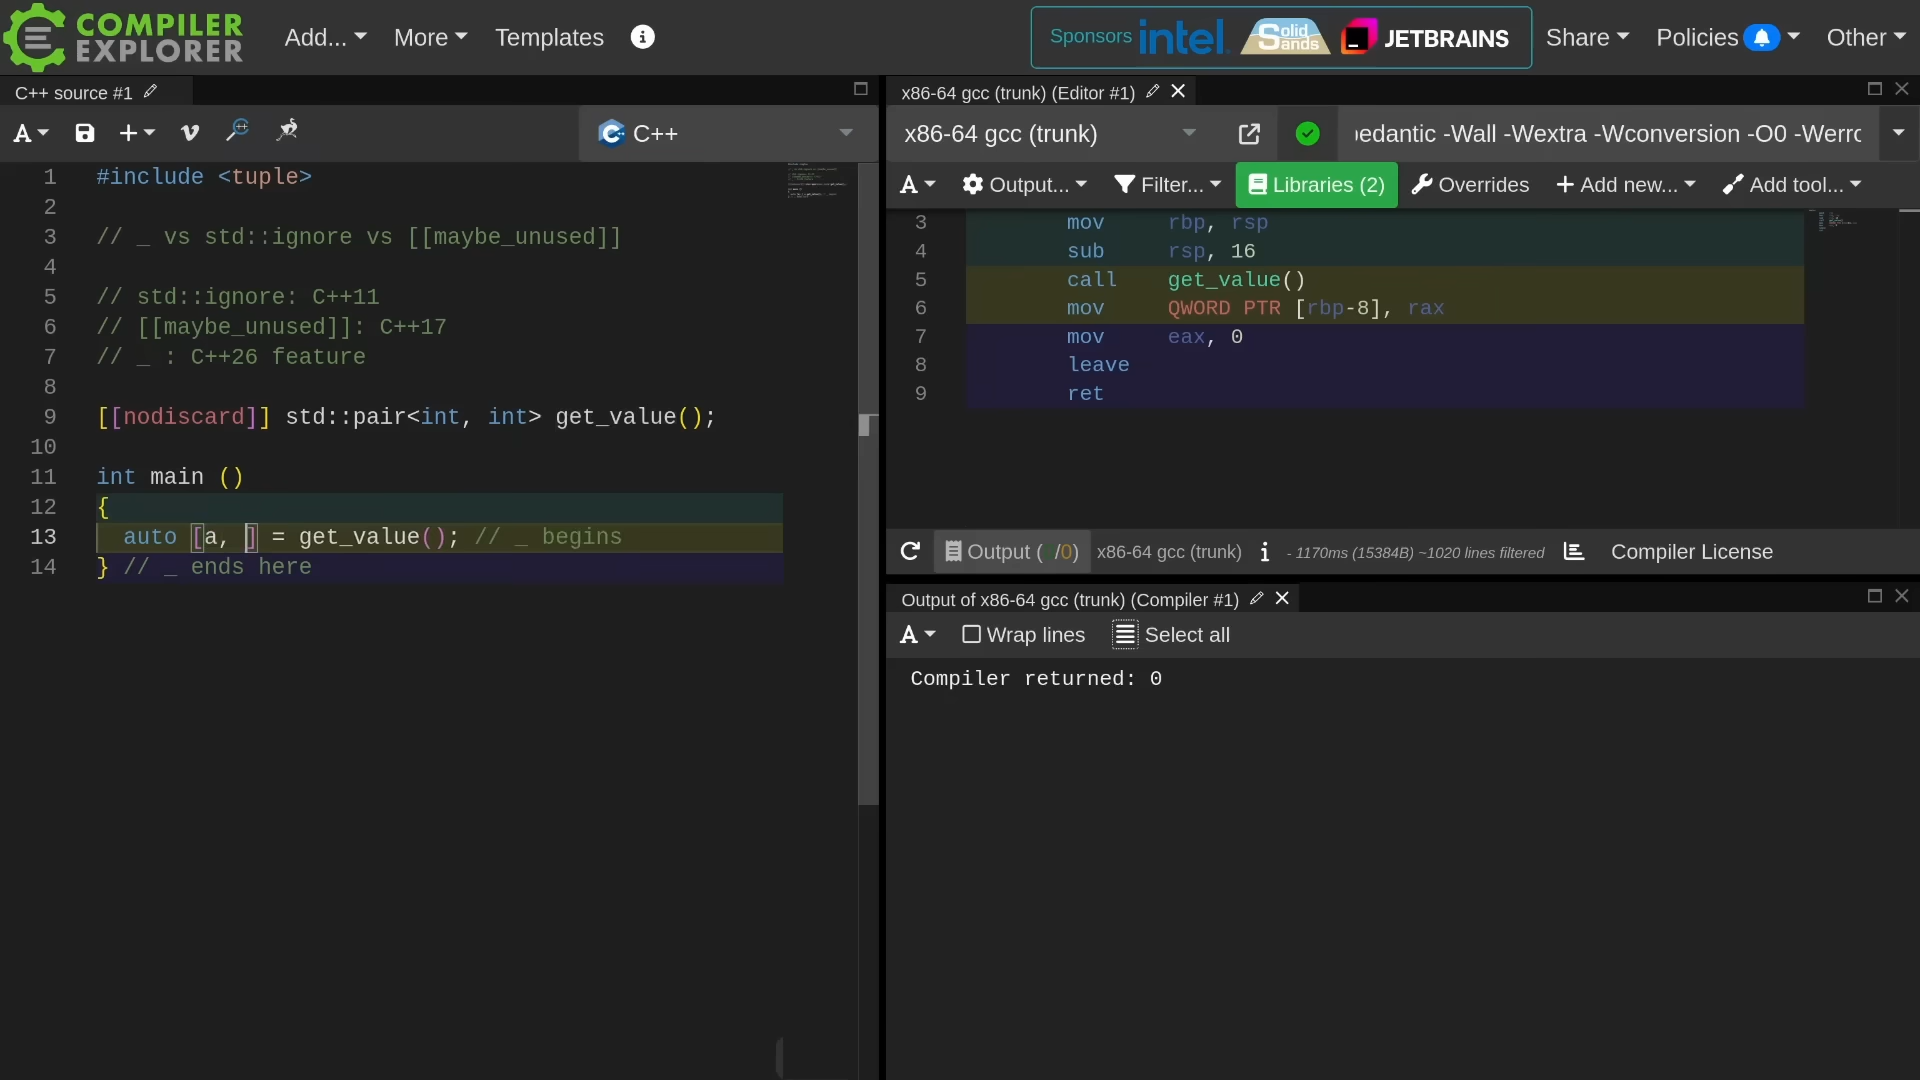 COMPILER EXPLORER
Add... More Templates
Sponsors intel. Solid Sands JETBRAINS Share Policies Other
C++ source #1
A C++
1 #include <tuple>
2
3 // _ vs std::ignore vs [[maybe_unused]]
4
5 // std::ignore: C++11
6 // [[maybe_unused]]: C++17
7 // _ : C++26 feature
8
9 [[nodiscard]] std::pair<int, int> get_value();
10
11 int main ()
12 {
13 auto [a, ] = get_value(); // _ begins
14 } // _ ends here
x86-64 gcc (trunk) (Editor #1)
x86-64 gcc (trunk) -Wall -Wextra -Wconversion -O0
A Output... Filter... Libraries (2) Overrides Add new... Add tool...
3 mov rbp, rsp
4 sub rsp, 16
5 call get_value()
6 mov QWORD PTR [rbp-8], rax
7 mov eax, 0
8 leave
9 ret
Output ( /0) x86-64 gcc (trunk) - 1170ms (15384B) ~1020 lines filtered Compiler License
Output of x86-64 gcc (trunk) (Compiler #1)
A Wrap lines Select all
Compiler returned: 0